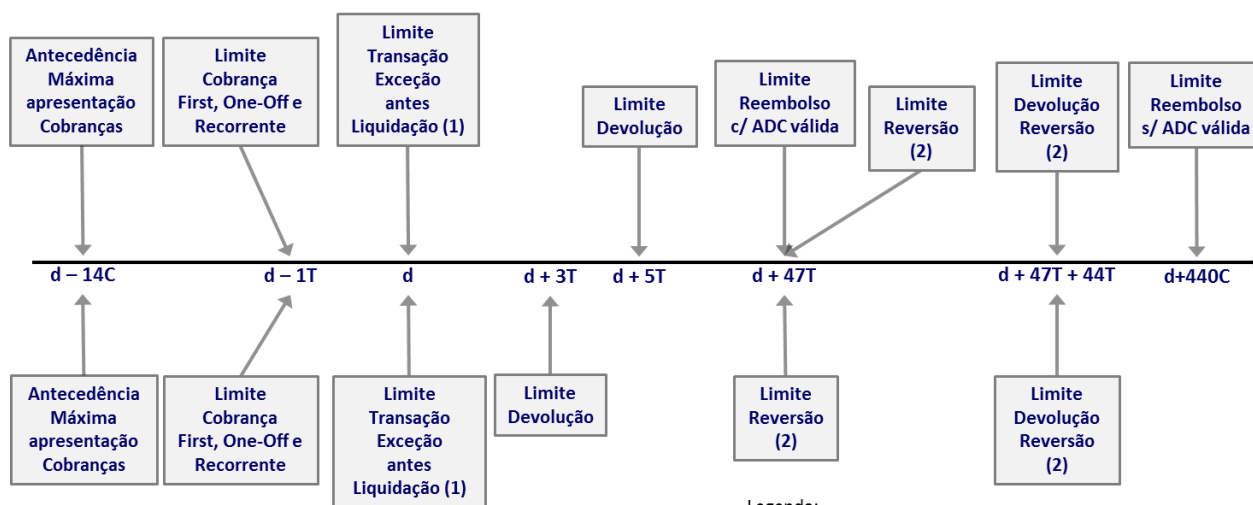 Antecedência
Máxima
apresentação
Cobranças
Limite
Cobrança
First, One-Off e
Recorrente
Limite
Transação
Exceção
antes
Liquidação (1)
Limite
Devolução
Limite
Reembolso
c/ ADC válida
Limite
Reversão
(2)
Limite
Devolução
Reversão
(2)
Limite
Reembolso
s/ ADC válida
d – 14C
d – 1T
d
d + 3T
d + 5T
d + 47T
d + 47T + 44T
d+440C
Antecedência
Máxima
apresentação
Cobranças
Limite
Cobrança
First, One-Off e
Recorrente
Limite
Transação
Exceção
antes
Liquidação (1)
Limite
Devolução
Limite
Reversão
(2)
Limite
Devolução
Reversão
(2)